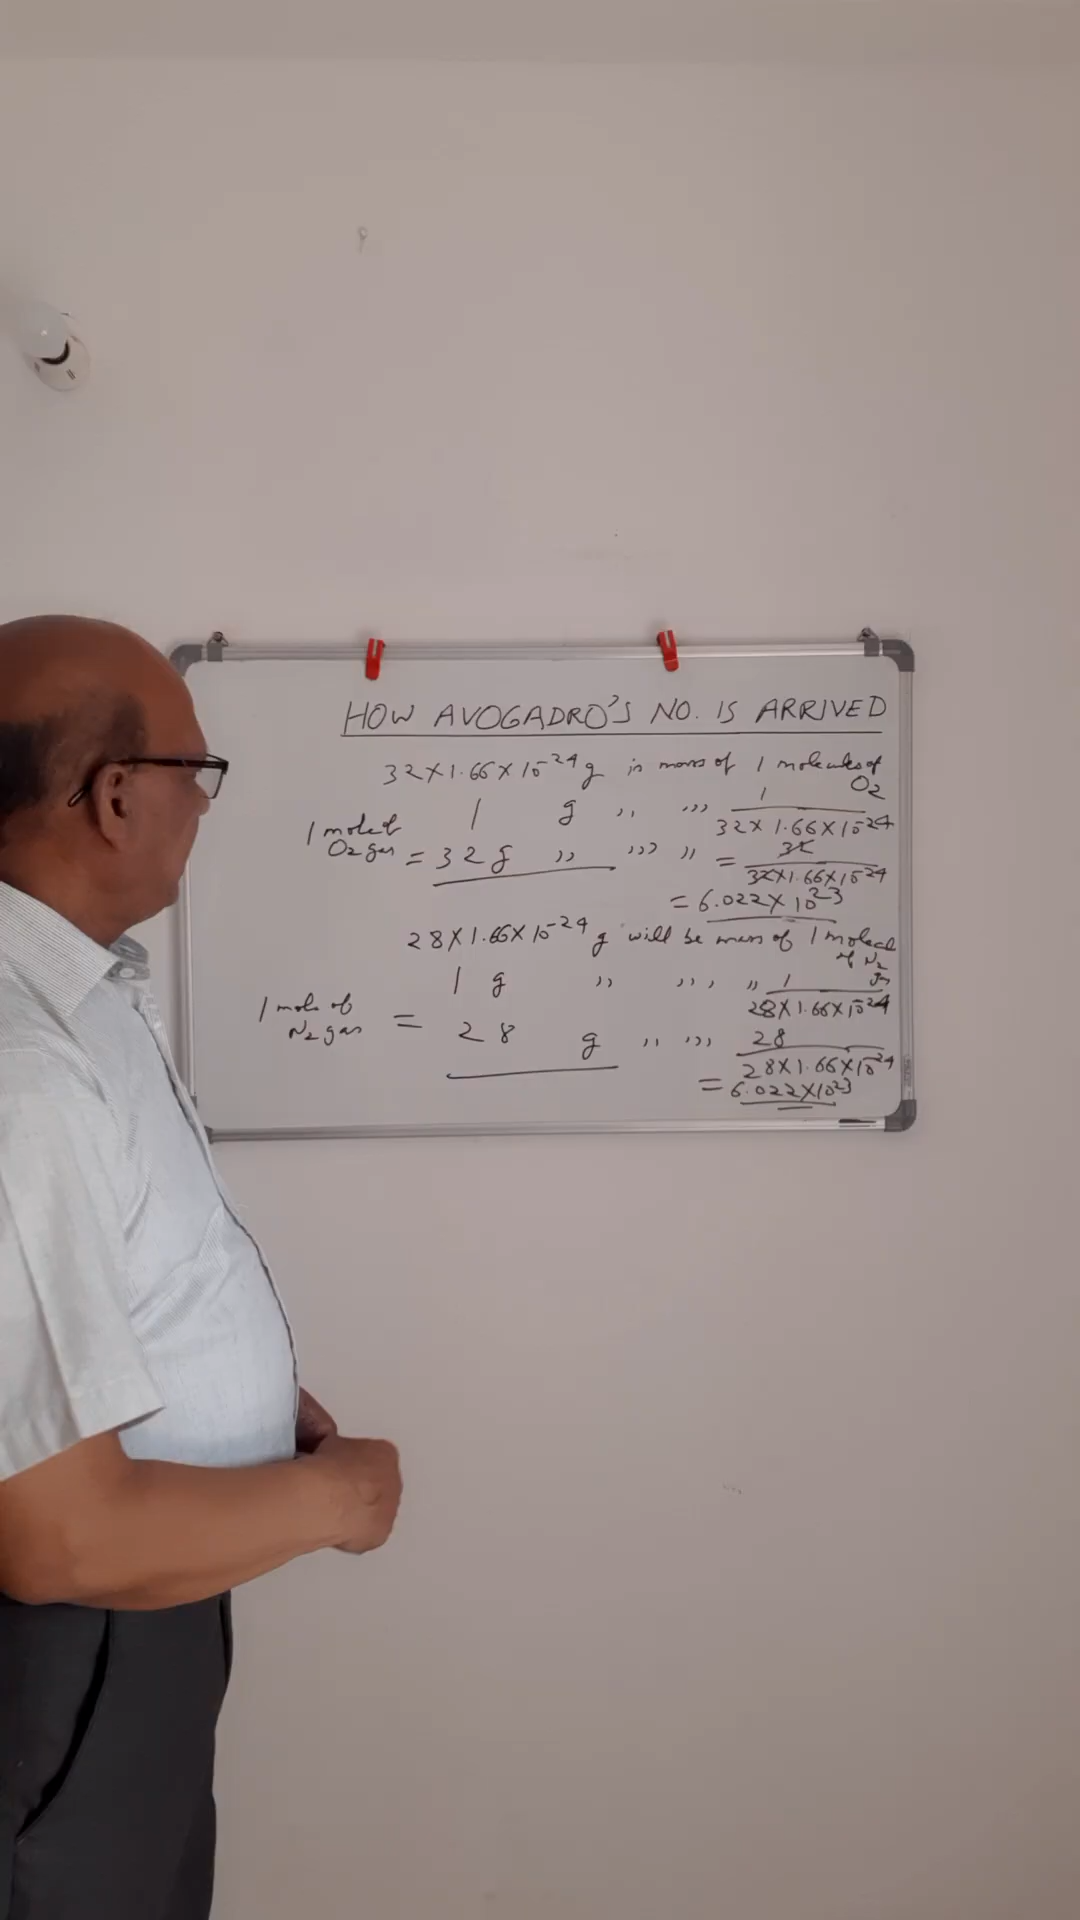 HOW AVOGADRO'S NO. IS ARRIVED
32×1.66×10⁻²⁴ g is mass of 1 molecules of O₂
1 g ,, ,,, 1/(32×1.66×10⁻²⁴)
1 mole of O₂ gas = 32 g ,, ,,, ,, = 32/(32×1.66×10⁻²⁴)
= 6.022×10²³
28×1.66×10⁻²⁴ g will be mass of 1 molecul of N₂ gas
1 g ,, ,,, ,, 1/(28×1.66×10⁻²⁴)
1 mole of N₂ gas = 28 g ,, ,,, 28/(28×1.66×10⁻²⁴)
= 6.022×10²³